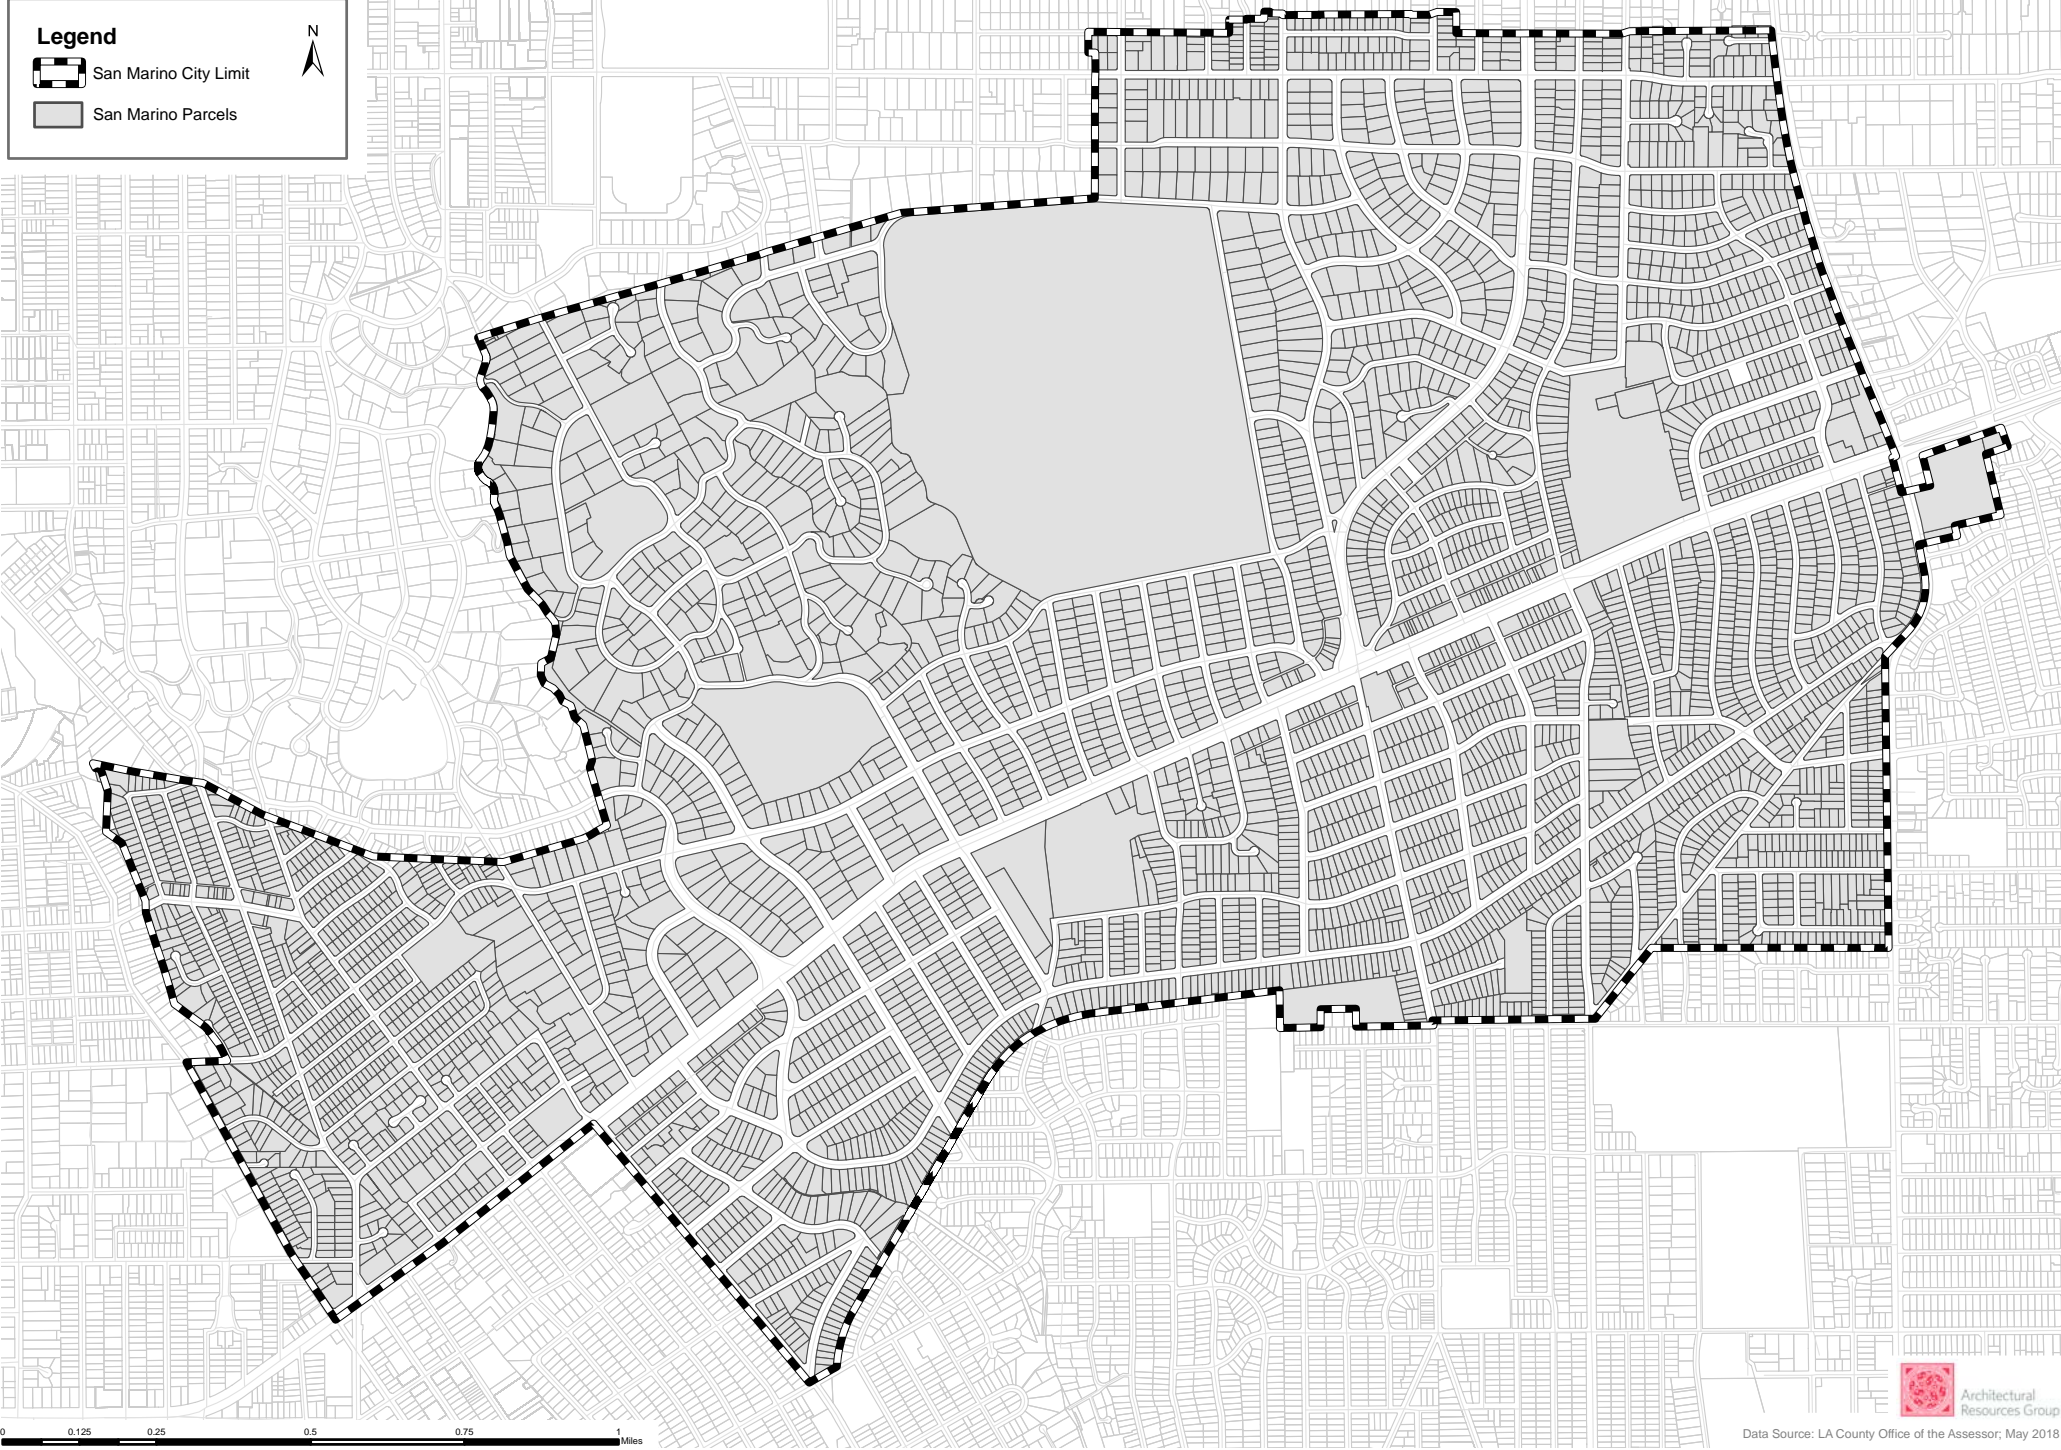 Legend
N
San Marino City Limit
San Marino Parcels
0 0.125 0.25 0.5 0.75 1
Miles
Architectural
Resources Group
Data Source: LA County Office of the Assessor; May 2018